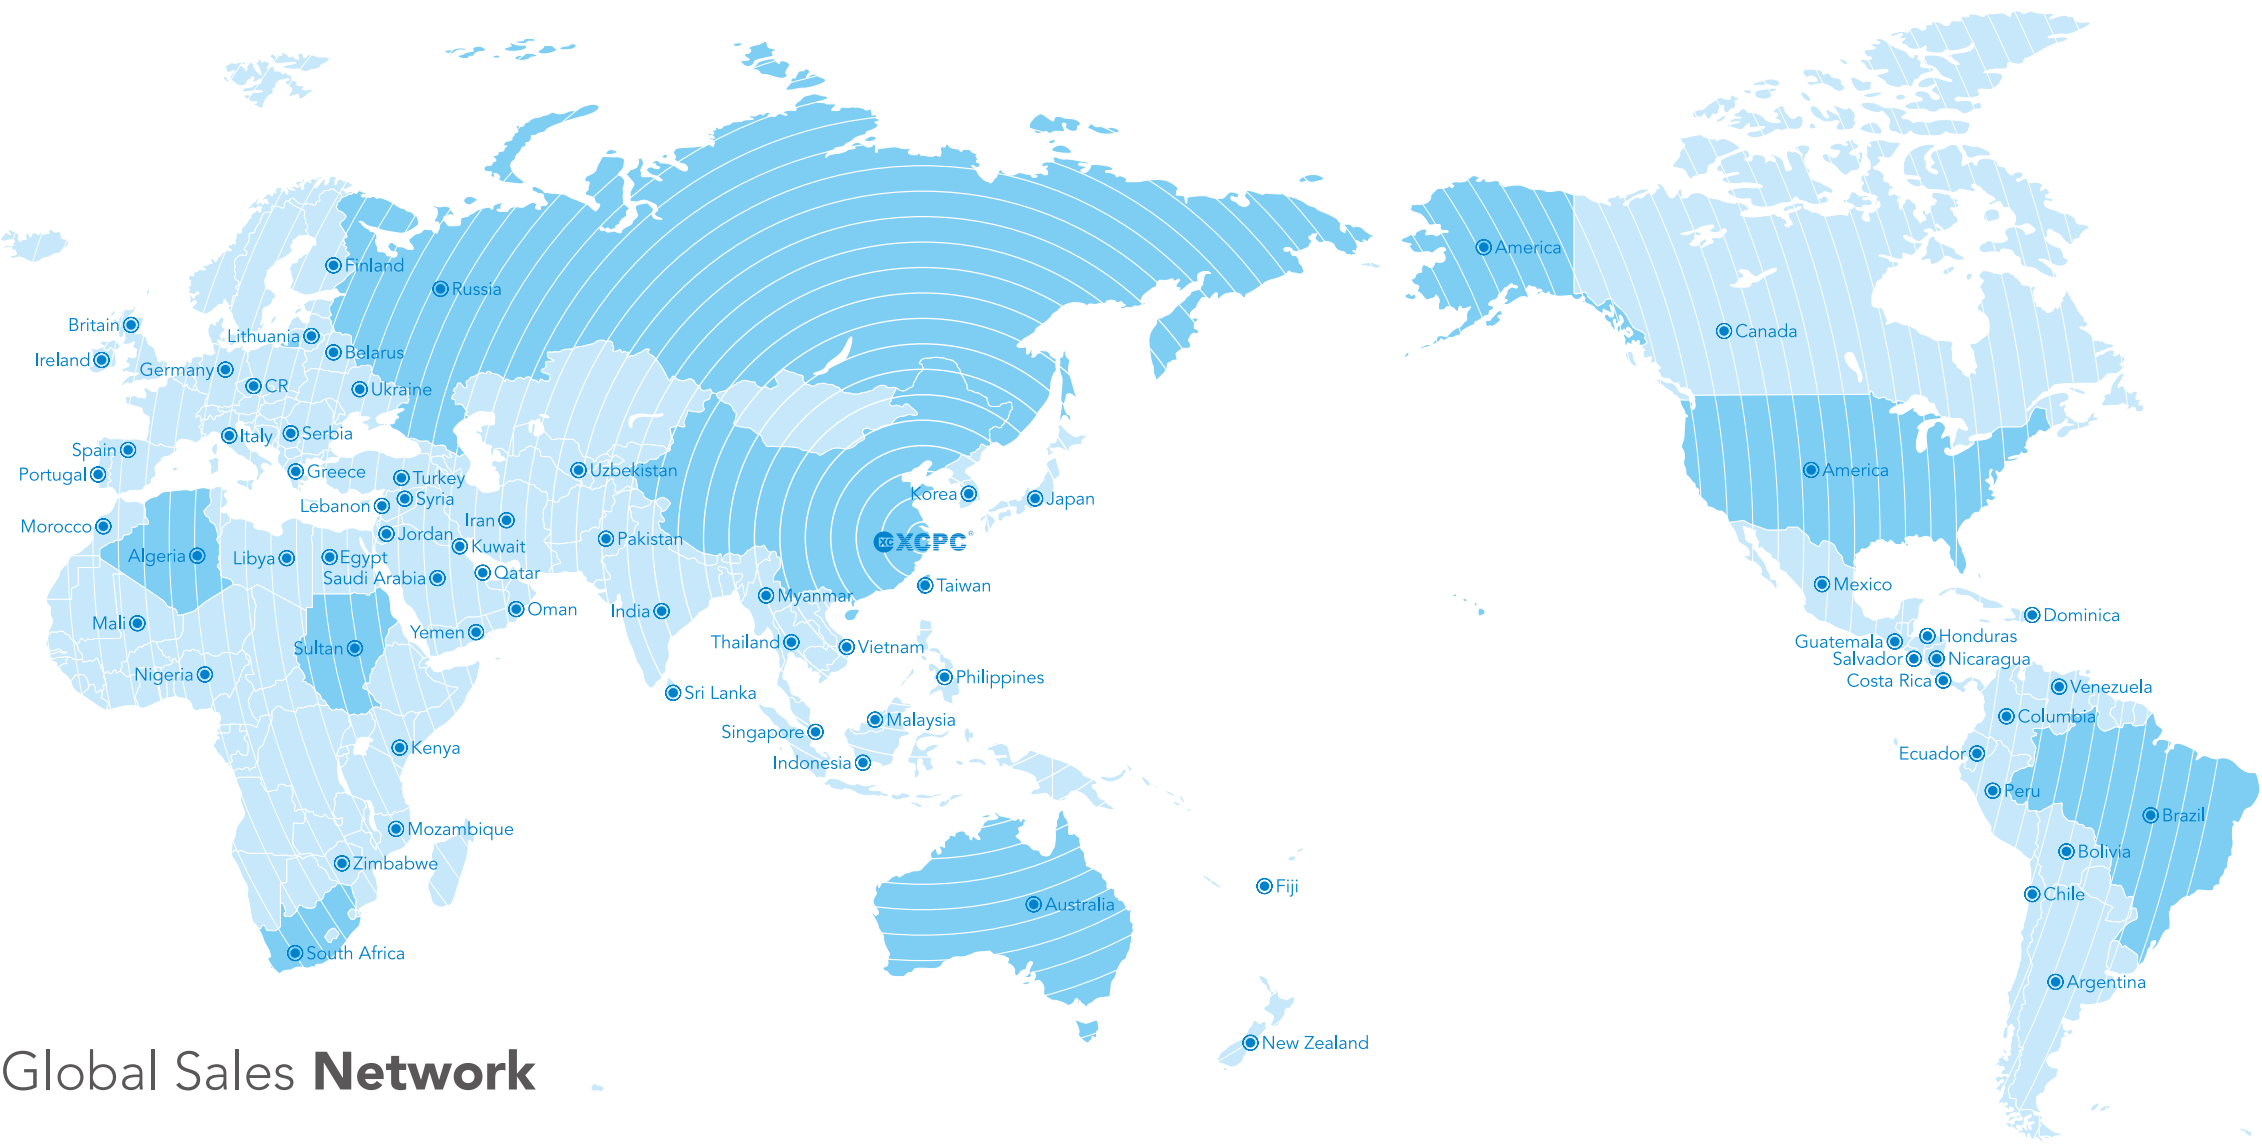 Finland
Russia
America
Britain
Lithuania
Canada
Ireland
Belarus
Germany
CR
Ukraine
Spain
Italy
Serbia
Portugal
Greece
Turkey
Uzbekistan
America
Lebanon
Syria
Korea
Japan
Morocco
Iran
Jordan
Kuwait
Pakistan
XC XCPC®
Algeria
Libya
Egypt
Saudi Arabia
Qatar
Taiwan
Mexico
Myanmar
Oman
India
Mali
Yemen
Dominica
Sultan
Thailand
Vietnam
Guatemala
Honduras
Salvador
Nicaragua
Nigeria
Philippines
Costa Rica
Venezuela
Sri Lanka
Malaysia
Columbia
Singapore
Kenya
Indonesia
Ecuador
Peru
Mozambique
Brazil
Zimbabwe
Bolivia
Fiji
Chile
Australia
South Africa
Argentina
New Zealand
Global Sales Network